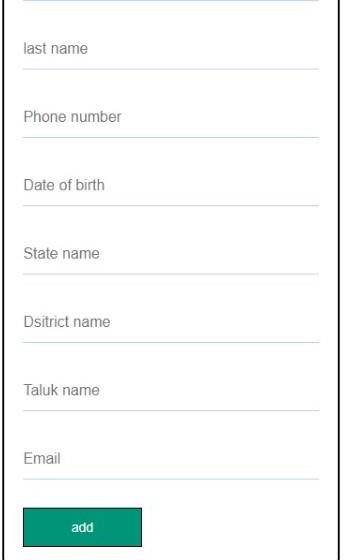 last name
Phone number
Date of birth
State name
Dsitrict name
Taluk name
Email
add